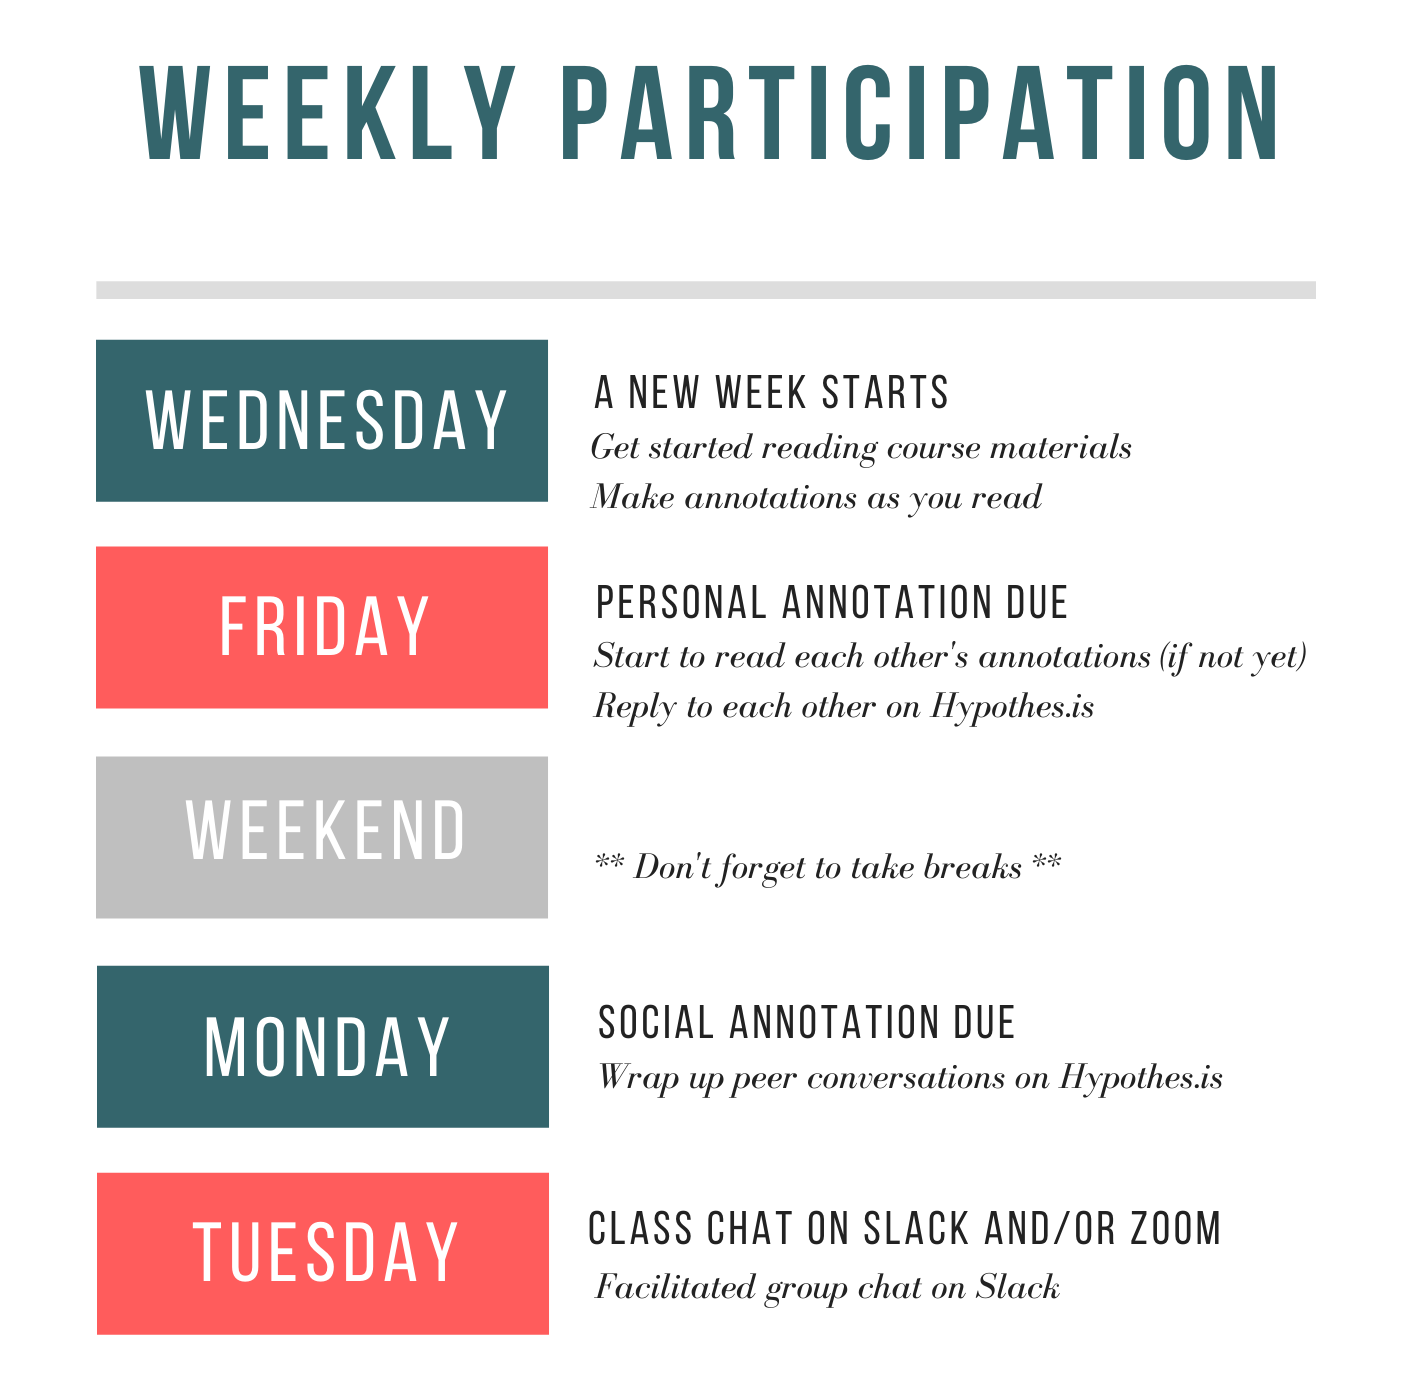 WEEKLY PARTICIPATION
WEDNESDAY
A NEW WEEK STARTS
Get started reading course materials
Make annotations as you read
FRIDAY
PERSONAL ANNOTATION DUE
Start to read each other's annotations (if not yet)
Reply to each other on Hypothes.is
WEEKEND
** Don't forget to take breaks **
MONDAY
SOCIAL ANNOTATION DUE
Wrap up peer conversations on Hypothes.is
TUESDAY
CLASS CHAT ON SLACK AND/OR ZOOM
Facilitated group chat on Slack